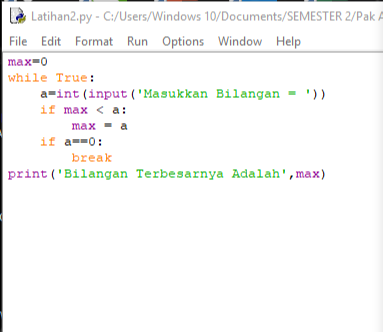 Latihan2.py - C:/Users/Windows 10/Documents/SEMESTER 2/Pak
File Edit Format Run Options Window Help
max=0
while True:
    a=int(input('Masukkan Bilangan = '))
    if max < a:
        max = a
    if a==0:
        break
print('Bilangan Terbesarnya Adalah',max)